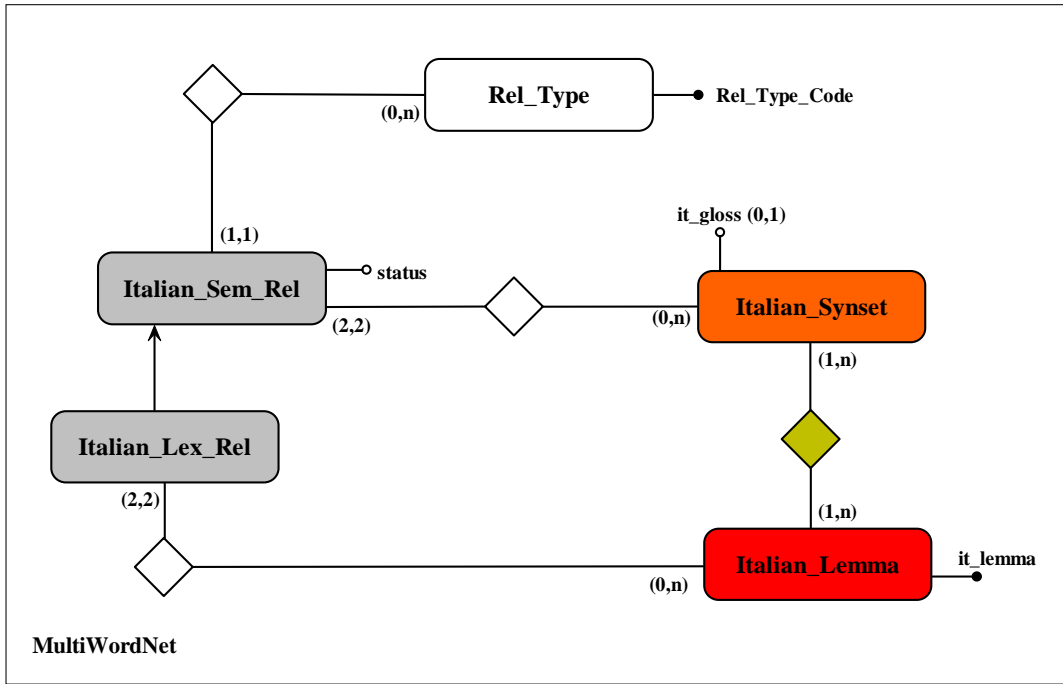 Rel_Type
Rel_Type_Code
(0,n)
it_gloss (0,1)
(1,1)
Italian_Sem_Rel
status
(2,2)
(0,n)
Italian_Synset
(1,n)
Italian_Lex_Rel
(2,2)
(1,n)
Italian_Lemma
it_lemma
(0,n)
MultiWordNet